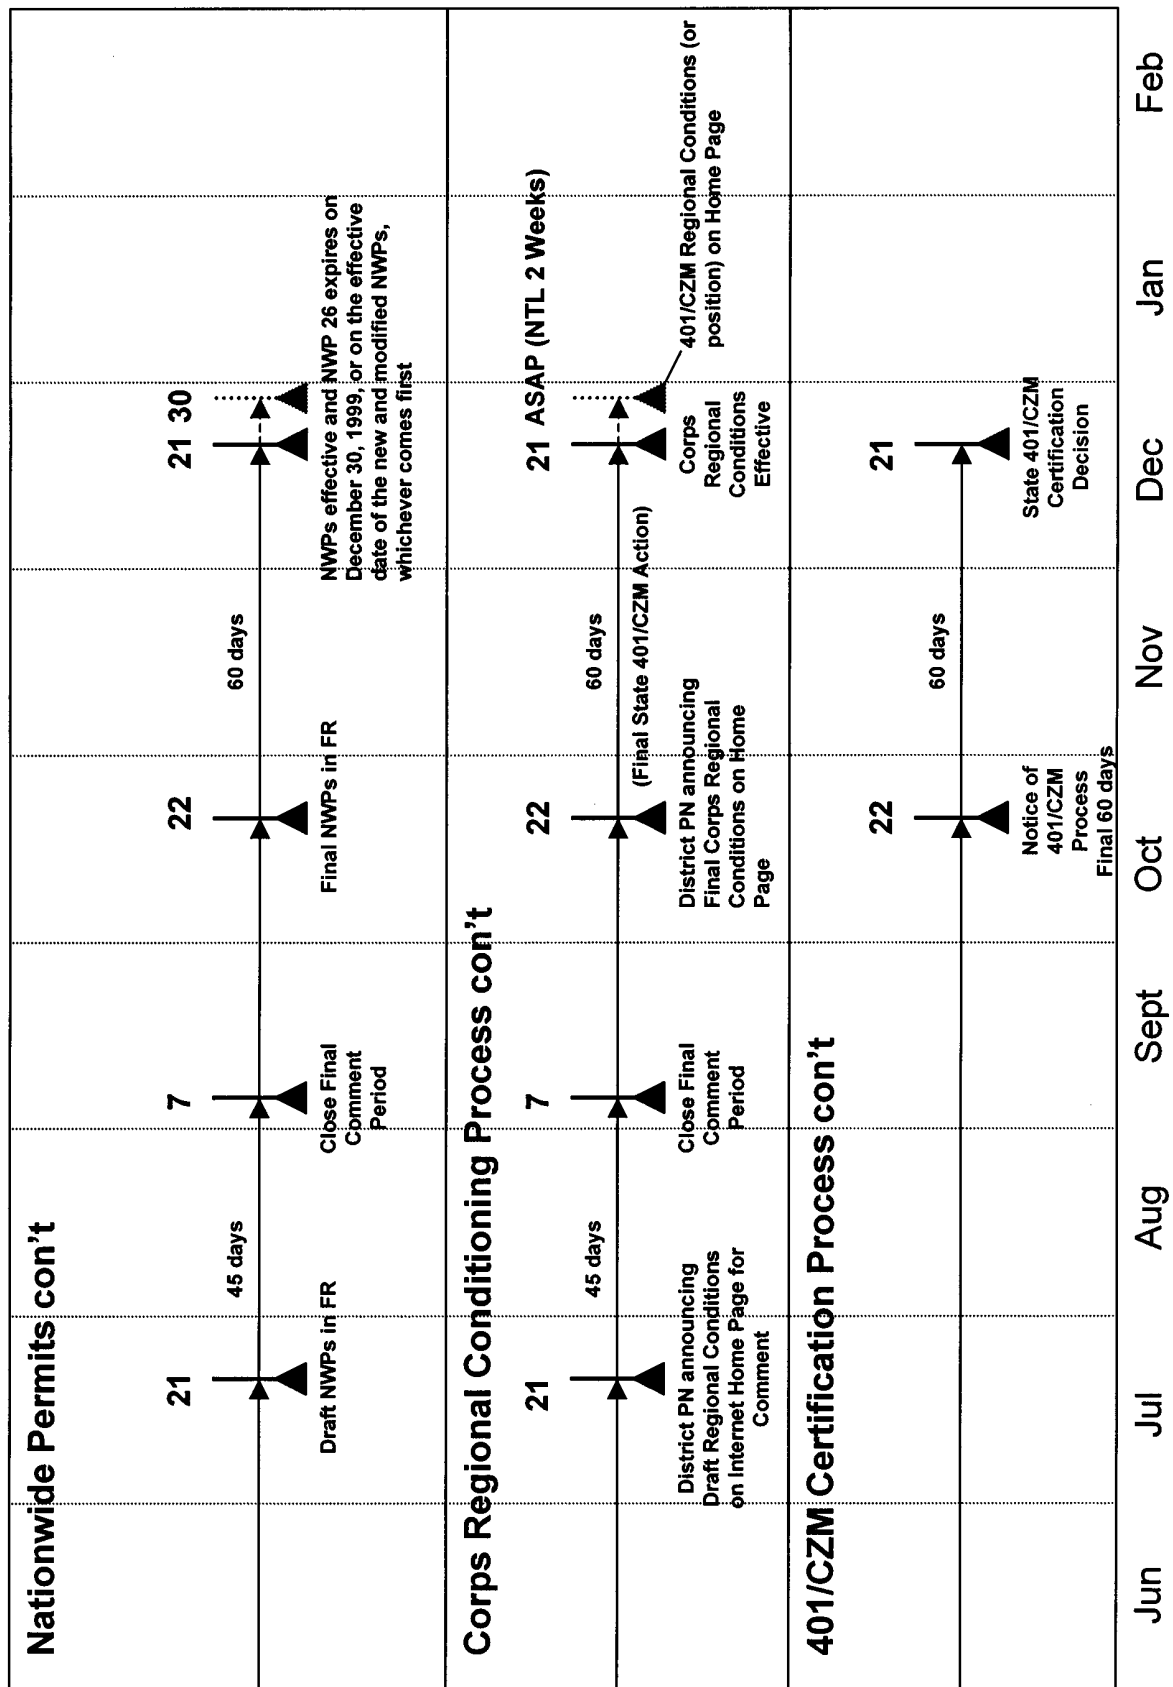 Nationwide Permits con't
21
7
22
21 30
45 days
60 days
Draft NWPs in FR
Close Final
Comment
Period
Final NWPs in FR
NWPs effective and NWP 26 expires on
December 30, 1999, or on the effective
date of the new and modified NWPs,
whichever comes first
Corps Regional Conditioning Process con't
21
7
22
21 ASAP (NTL 2 Weeks)
45 days
60 days
(Final State 401/CZM Action)
District PN announcing
Draft Regional Conditions
on Internet Home Page for
Comment
Close Final
Comment
Period
District PN announcing
Final Corps Regional
Conditions on Home
Page
Corps
Regional
Conditions
Effective
401/CZM Regional Conditions (or
position) on Home Page
401/CZM Certification Process con't
22
21
60 days
Notice of
401/CZM
Process
Final 60 days
State 401/CZM
Certification
Decision
Jun Jul Aug Sept Oct Nov Dec Jan Feb